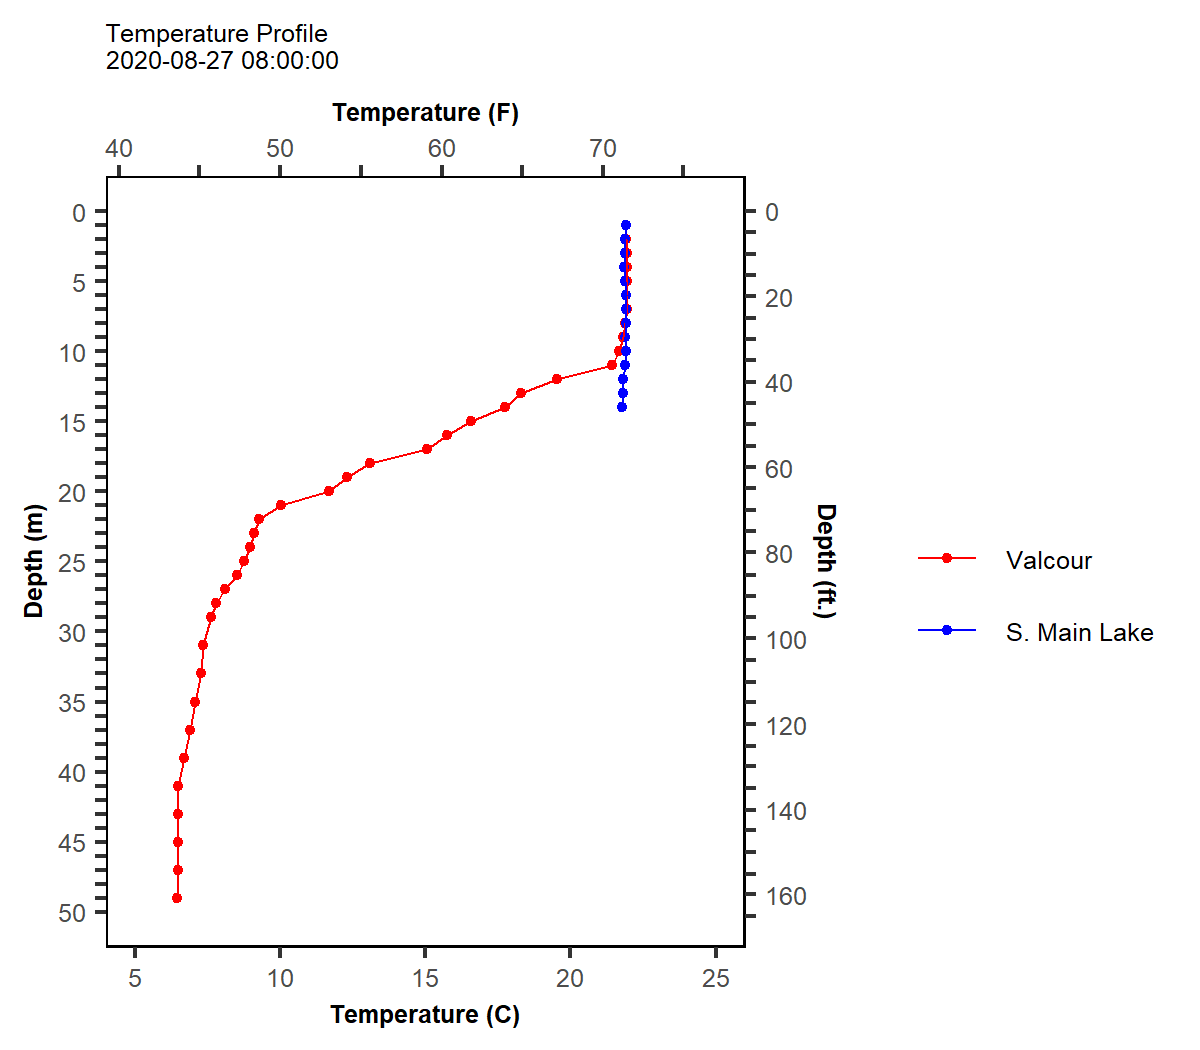 Temperature Profile
2020-08-27 08:00:00
Temperature (F)
40 50 60 70
0 0
5
20
10
40
15
60
20
Depth (m) Depth (ft.)
80
25
Valcour
30
100
S. Main Lake
35
120
40
140
45
160
50
5 10 15 20 25
Temperature (C)